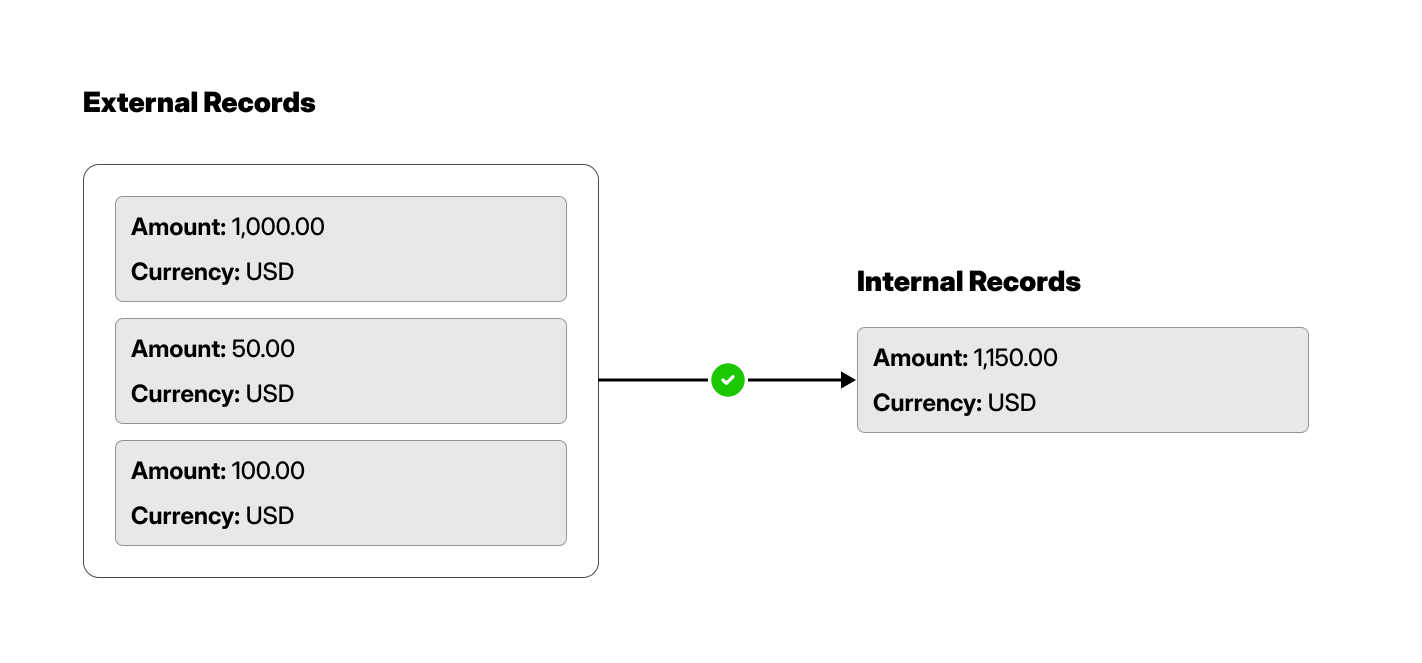 External Records
Amount: 1,000.00
Currency: USD
Amount: 50.00
Currency: USD
Amount: 100.00
Currency: USD
Internal Records
Amount: 1,150.00
Currency: USD